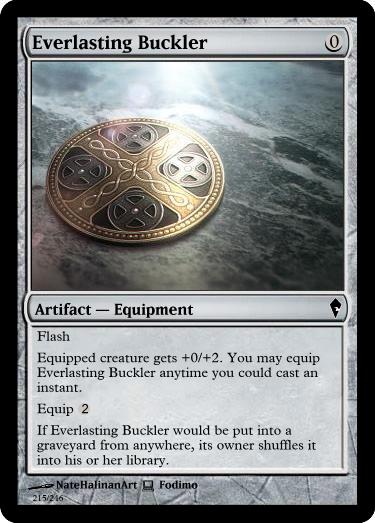 Everlasting Buckler 0
Artifact — Equipment
Flash
Equipped creature gets +0/+2. You may equip
Everlasting Buckler anytime you could cast an
instant.
Equip 2
If Everlasting Buckler would be put into a
graveyard from anywhere, its owner shuffles it
into his or her library.
NateHalinanArt Fodimo
215/246